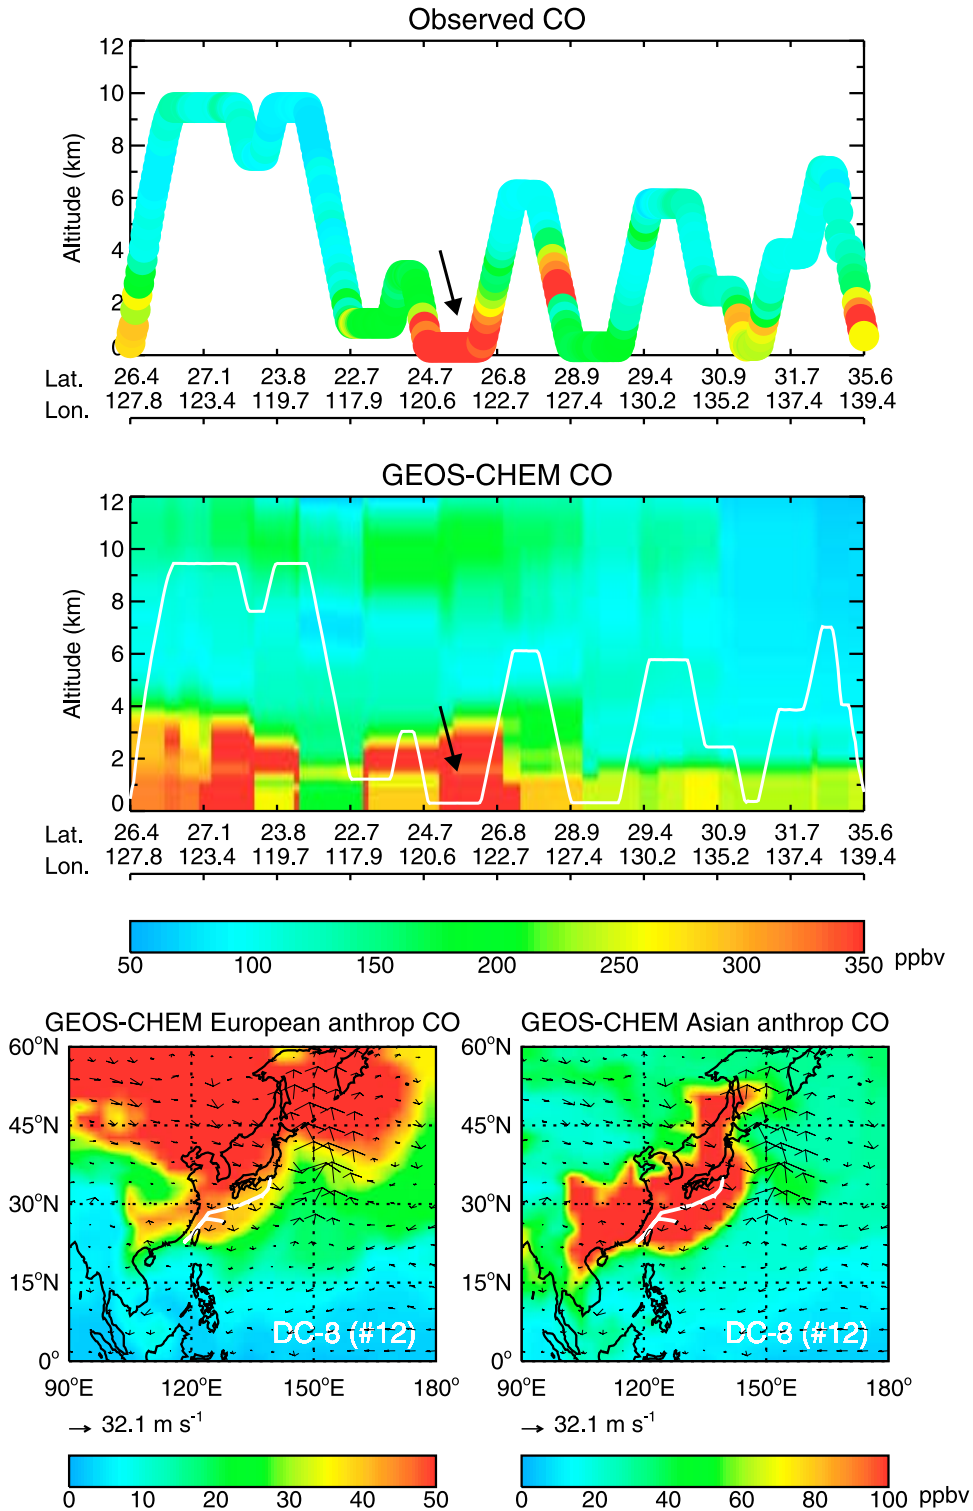 Observed CO
12
10
8
6
4
2
0
Altitude (km)
Lat. 26.4 27.1 23.8 22.7 24.7 26.8 28.9 29.4 30.9 31.7 35.6
Lon. 127.8 123.4 119.7 117.9 120.6 122.7 127.4 130.2 135.2 137.4 139.4
GEOS-CHEM CO
12
10
8
6
4
2
0
Altitude (km)
Lat. 26.4 27.1 23.8 22.7 24.7 26.8 28.9 29.4 30.9 31.7 35.6
Lon. 127.8 123.4 119.7 117.9 120.6 122.7 127.4 130.2 135.2 137.4 139.4
50 100 150 200 250 300 350 ppbv
GEOS-CHEM European anthrop CO
60°N
45°N
30°N
15°N
0°
DC-8 (#12)
90°E 120°E 150°E 180°
32.1 m s⁻¹
0 10 20 30 40 50
GEOS-CHEM Asian anthrop CO
60°N
45°N
30°N
15°N
0°
DC-8 (#12)
90°E 120°E 150°E 180°
32.1 m s⁻¹
0 20 40 60 80 100 ppbv